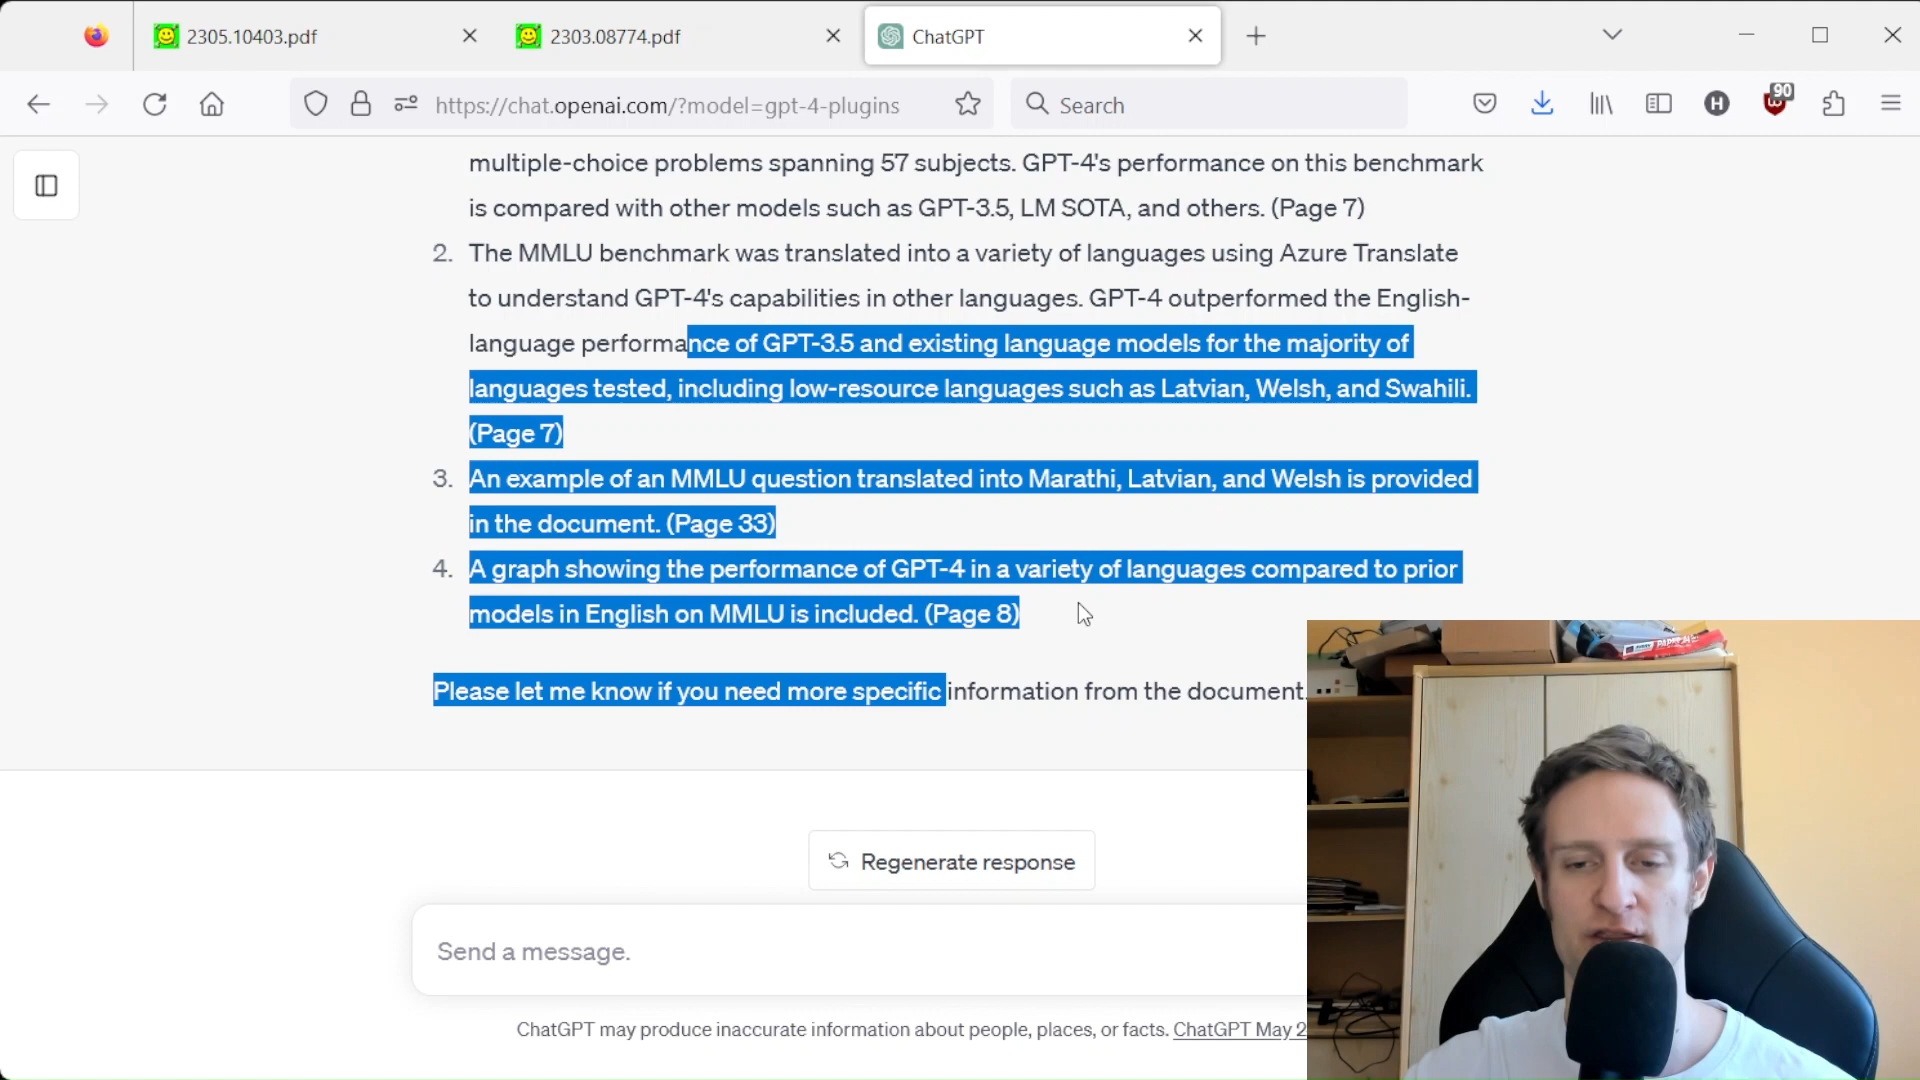 2305.10403.pdf
2303.08774.pdf
ChatGPT
https://chat.openai.com/?model=gpt-4-plugins
Search
H
90
multiple-choice problems spanning 57 subjects. GPT-4's performance on this benchmark
is compared with other models such as GPT-3.5, LM SOTA, and others. (Page 7)
2. The MMLU benchmark was translated into a variety of languages using Azure Translate
to understand GPT-4's capabilities in other languages. GPT-4 outperformed the English-
language performance of GPT-3.5 and existing language models for the majority of
languages tested, including low-resource languages such as Latvian, Welsh, and Swahili.
(Page 7)
3. An example of an MMLU question translated into Marathi, Latvian, and Welsh is provided
in the document. (Page 33)
4. A graph showing the performance of GPT-4 in a variety of languages compared to prior
models in English on MMLU is included. (Page 8)
Please let me know if you need more specific information from the document.
Regenerate response
Send a message.
ChatGPT may produce inaccurate information about people, places, or facts. ChatGPT May 2